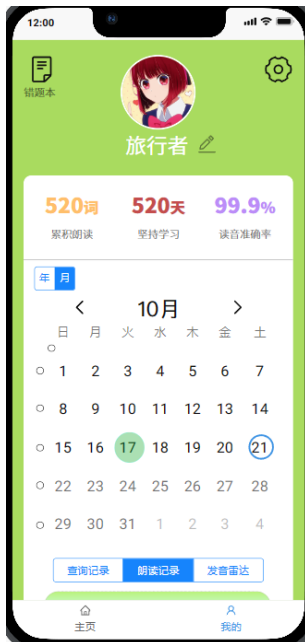 12:00
错题本
旅行者
520词 520天 99.9%
累积朗读 坚持学习 读音准确率
年 月
10月
日 月 火 水 木 金 土
1 2 3 4 5 6 7
8 9 10 11 12 13 14
15 16 17 18 19 20 21
22 23 24 25 26 27 28
29 30 31 1 2 3 4
查询记录 朗读记录 发音雷达
主页 我的